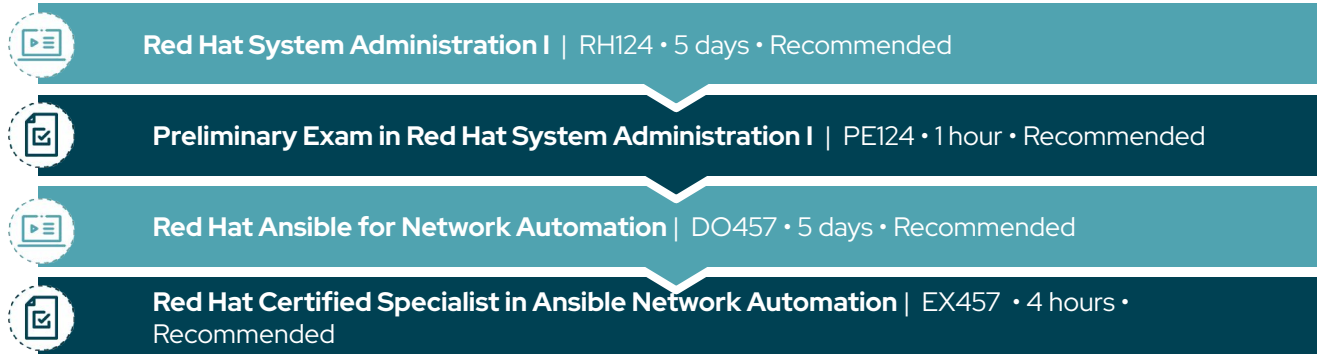 Red Hat System Administration I | RH124 • 5 days • Recommended
Preliminary Exam in Red Hat System Administration I | PE124 • 1 hour • Recommended
Red Hat Ansible for Network Automation | DO457 • 5 days • Recommended
Red Hat Certified Specialist in Ansible Network Automation | EX457 • 4 hours •
Recommended